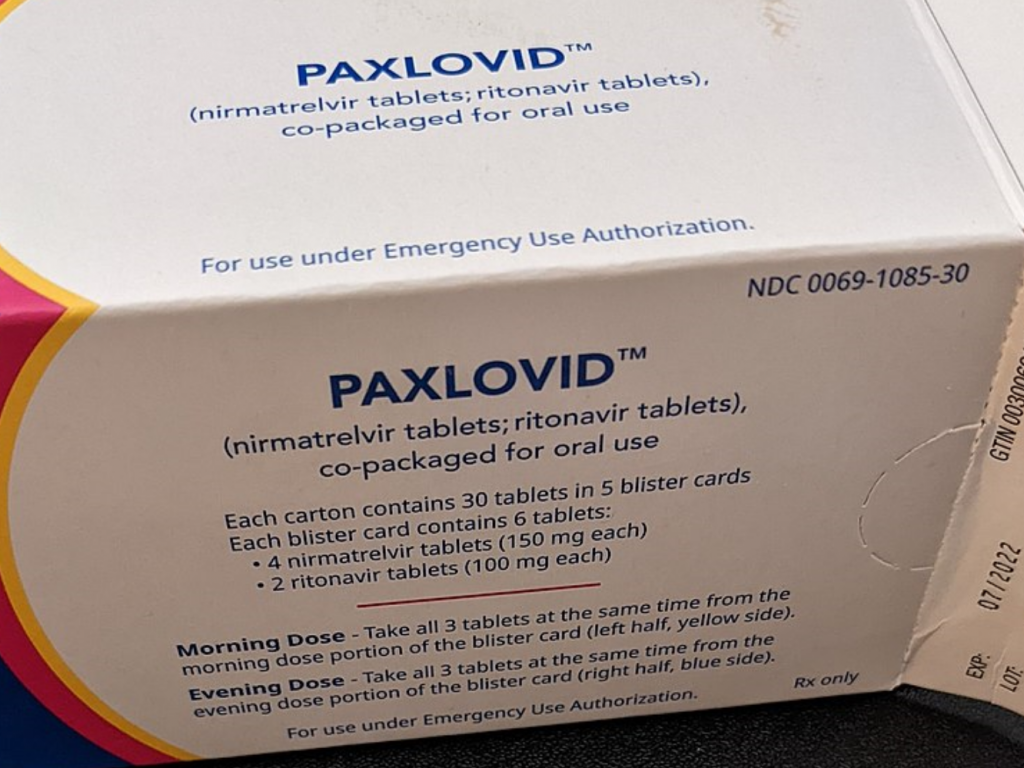 PAXLOVID™
(nirmatrelvir tablets; ritonavir tablets),
co-packaged for oral use
For use under Emergency Use Authorization.
NDC 0069-1085-30
PAXLOVID™
(nirmatrelvir tablets; ritonavir tablets),
co-packaged for oral use
Each carton contains 30 tablets in 5 blister cards
Each blister card contains 6 tablets:
• 4 nirmatrelvir tablets (150 mg each)
• 2 ritonavir tablets (100 mg each)
Morning Dose - Take all 3 tablets at the same time from the
morning dose portion of the blister card (left half, yellow side).
Evening Dose - Take all 3 tablets at the same time from the
evening dose portion of the blister card (right half, blue side).
For use under Emergency Use Authorization.
Rx only
GTIN
EXP: 07/2022
LOT: